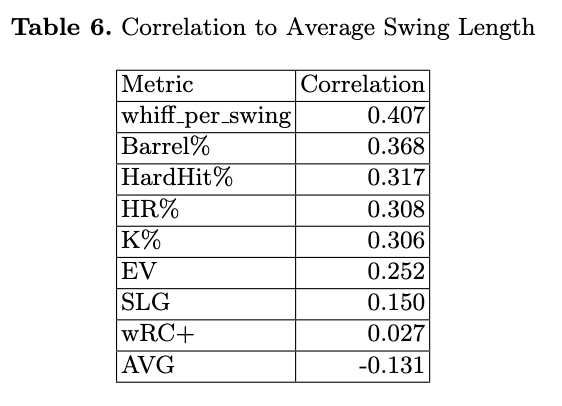 Table 6. Correlation to Average Swing Length
Metric Correlation
whiff_per_swing 0.407
Barrel% 0.368
HardHit% 0.317
HR% 0.308
K% 0.306
EV 0.252
SLG 0.150
wRC+ 0.027
AVG -0.131